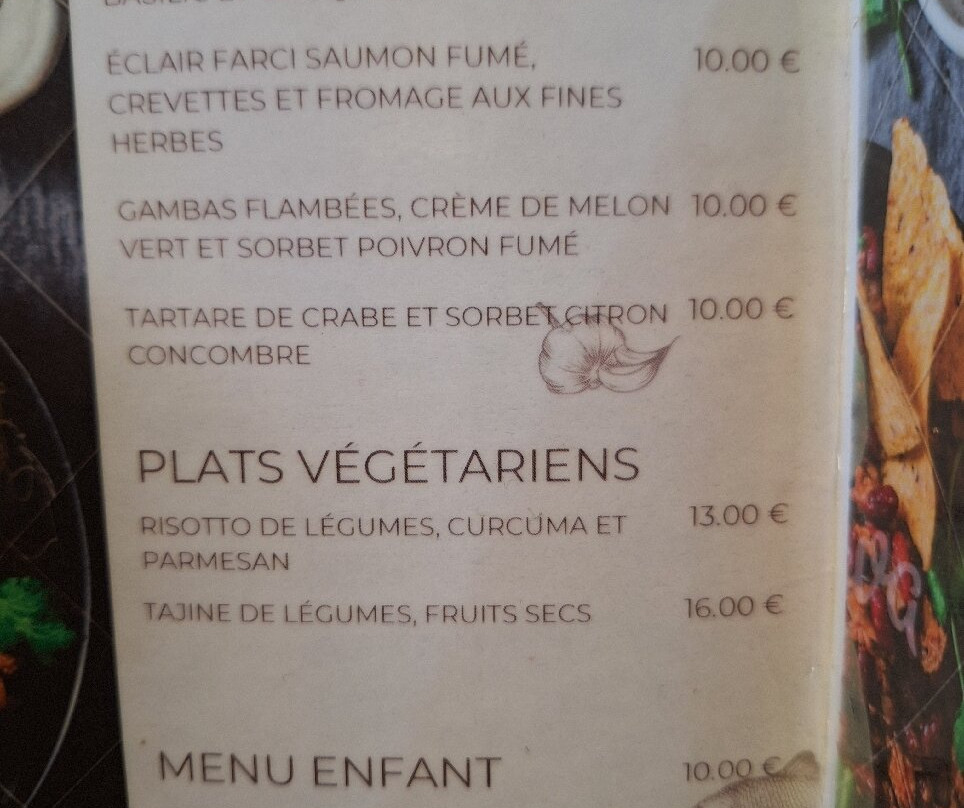 ÉCLAIR FARCI SAUMON FUMÉ, 10.00 €
CREVETTES ET FROMAGE AUX FINES
HERBES
GAMBAS FLAMBÉES, CRÈME DE MELON 10.00 €
VERT ET SORBET POIVRON FUMÉ
TARTARE DE CRABE ET SORBET CITRON 10.00 €
CONCOMBRE
PLATS VÉGÉTARIENS
RISOTTO DE LÉGUMES, CURCUMA ET 13.00 €
PARMESAN
TAJINE DE LÉGUMES, FRUITS SECS 16.00 €
MENU ENFANT 10.00 €